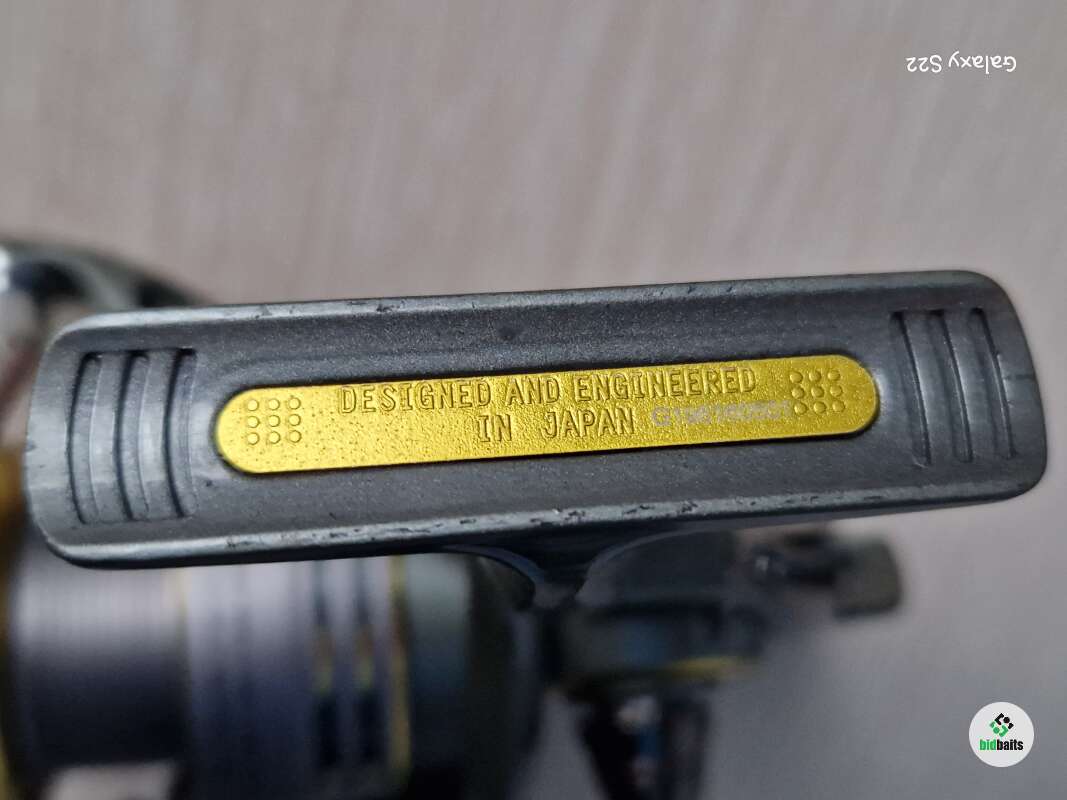 Galaxy S22
DESIGNED AND ENGINEERED
IN JAPAN
bidbaits